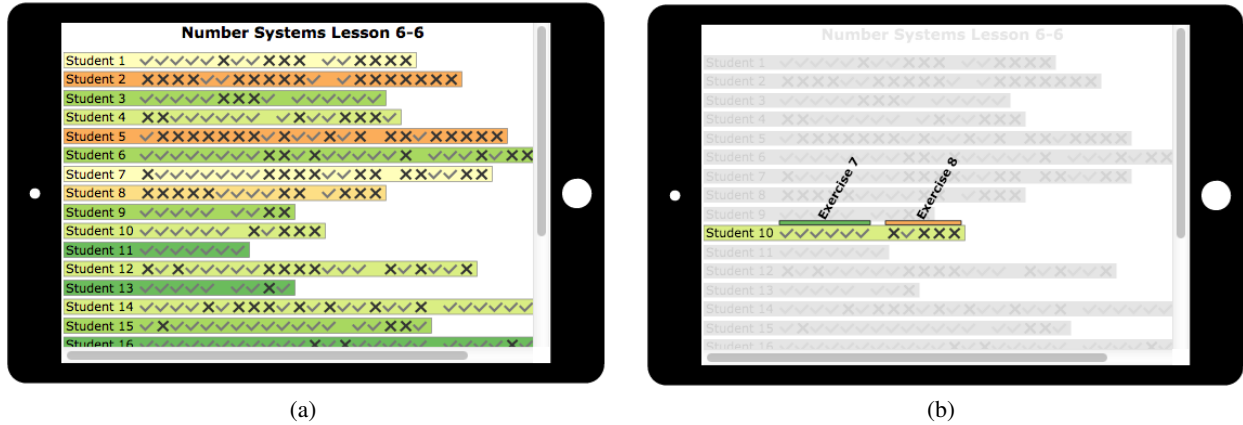 Number Systems Lesson 6-6
Student 1
Student 2
Student 3
Student 4
Student 5
Student 6
Student 7
Student 8
Student 9
Student 10
Student 11
Student 12
Student 13
Student 14
Student 15
Student 16
(a)
Number Systems Lesson 6-6
Student 1
Student 2
Student 3
Student 4
Student 5
Student 6
Student 7
Student 8
Student 9
Exercise 7
Exercise 8
Student 10
Student 11
Student 12
Student 13
Student 14
Student 15
Student 16
(b)